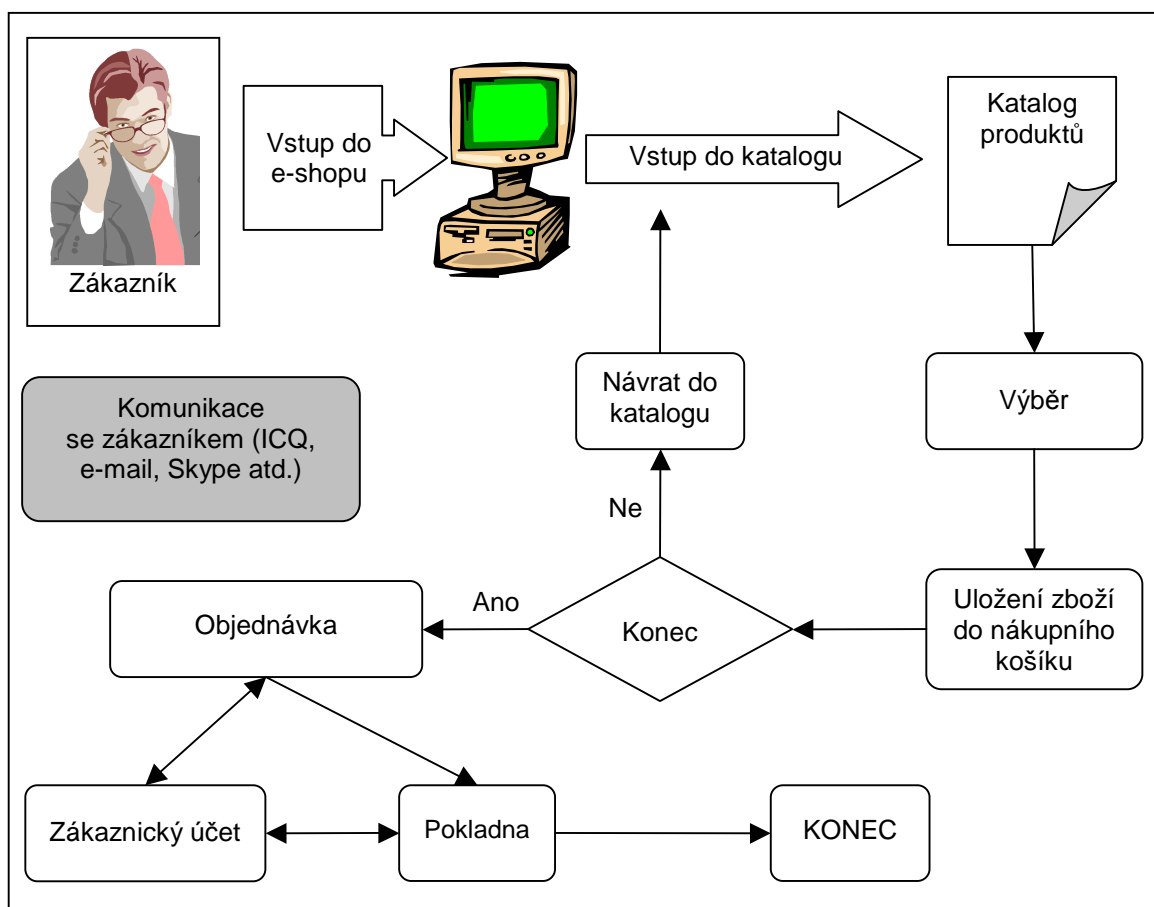 Zákazník
Vstup do
e-shopu
Vstup do katalogu
Katalog
produktů
Komunikace
se zákazníkem (ICQ,
e-mail, Skype atd.)
Návrat do
katalogu
Výběr
Ne
Ano
Objednávka
Konec
Uložení zboží
do nákupního
košíku
Zákaznický účet
Pokladna
KONEC